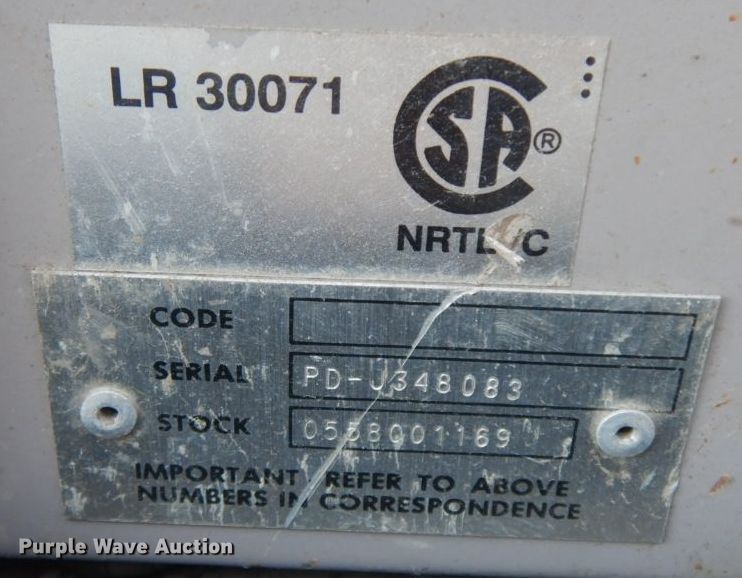 LR 30071
CSA ®
NRTL/C
CODE
SERIAL PD-J348083
STOCK 0558001169
IMPORTANT REFER TO ABOVE
NUMBERS IN CORRESPONDENCE
Purple Wave Auction